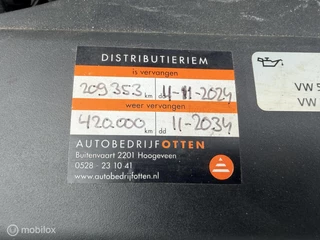 DISTRIBUTIERIEM
is vervangen
209353 km 11-11-2024
weer vervangen
420.000 km dd 11-2034
AUTOBEDRIJFOTTEN
Buitenvaart 2201 Hoogeveen
0528 - 23 10 41
www.autobedrijfotten.nl
VW 5
VW
mobilox